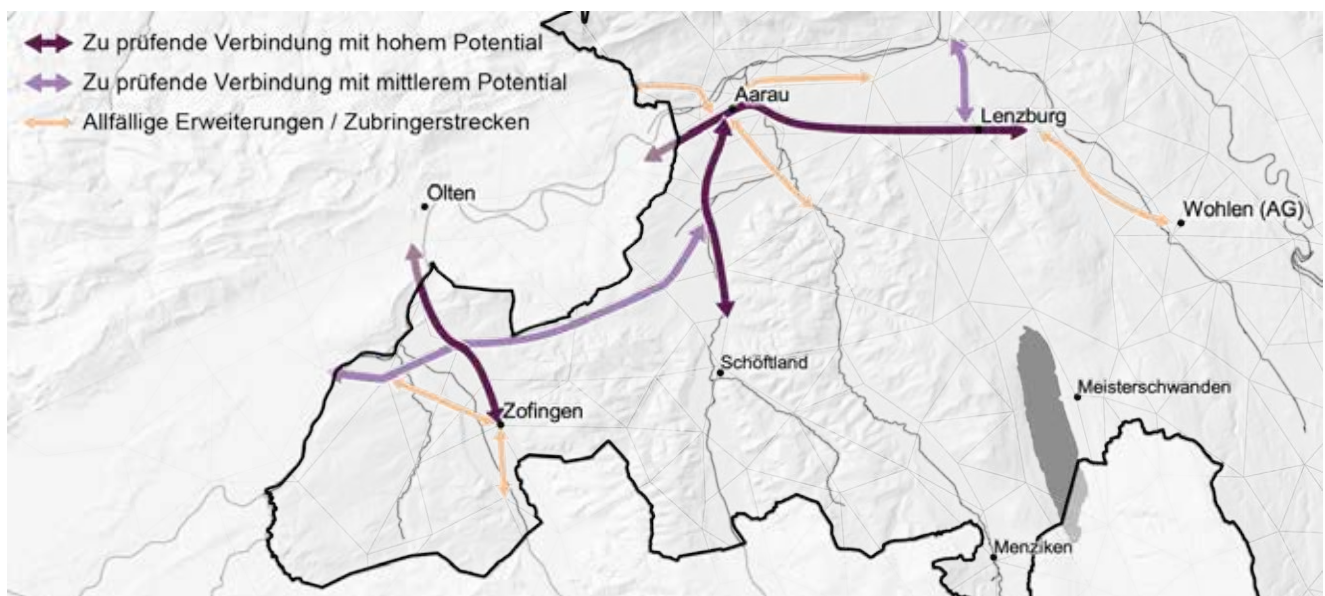 Zu prüfende Verbindung mit hohem Potential
Zu prüfende Verbindung mit mittlerem Potential
Allfällige Erweiterungen / Zubringerstrecken
Aarau
Lenzburg
Olten
Wohlen (AG)
Schöftland
Meisterschwanden
Zofingen
Menziken